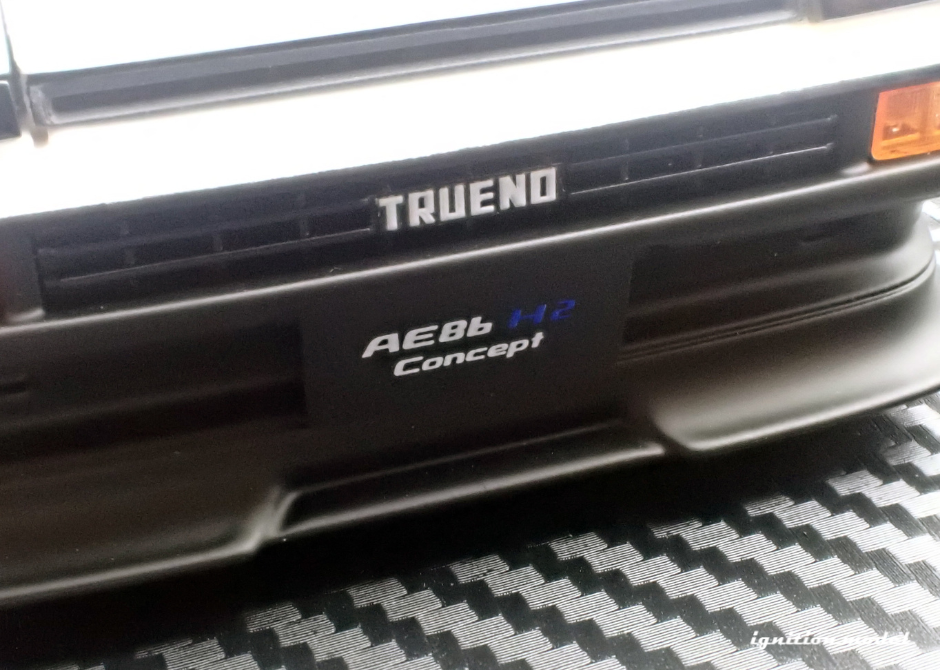 TRUENO
AE86 H2
Concept
ignition model